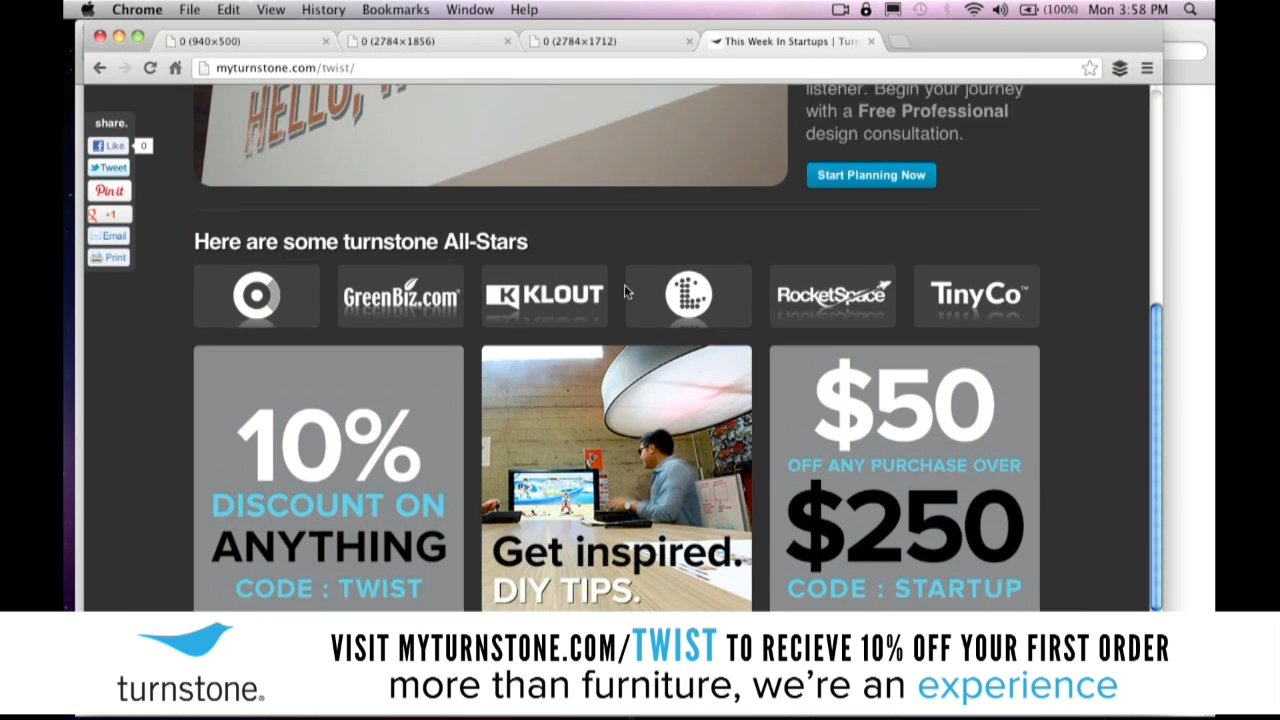 Chrome File Edit View History Bookmarks Window Help (100%) Mon 3:58 PM
0 (940×500) 0 (2784×1856) 0 (2784×1712) This Week In Startups | Turn
myturnstone.com/twist/
HELLO,
listener. Begin your journey
with a Free Professional
design consultation.
Start Planning Now
share.
Like 0
Tweet
Pin it
+1
Email
Print
Here are some turnstone All-Stars
GreenBiz.com
KLOUT
L
RocketSpace
TinyCo™
10%
DISCOUNT ON
ANYTHING
CODE : TWIST
Get inspired.
DIY TIPS.
$50
OFF ANY PURCHASE OVER
$250
CODE : STARTUP
turnstone®
VISIT MYTURNSTONE.COM/TWIST TO RECIEVE 10% OFF YOUR FIRST ORDER
more than furniture, we're an experience